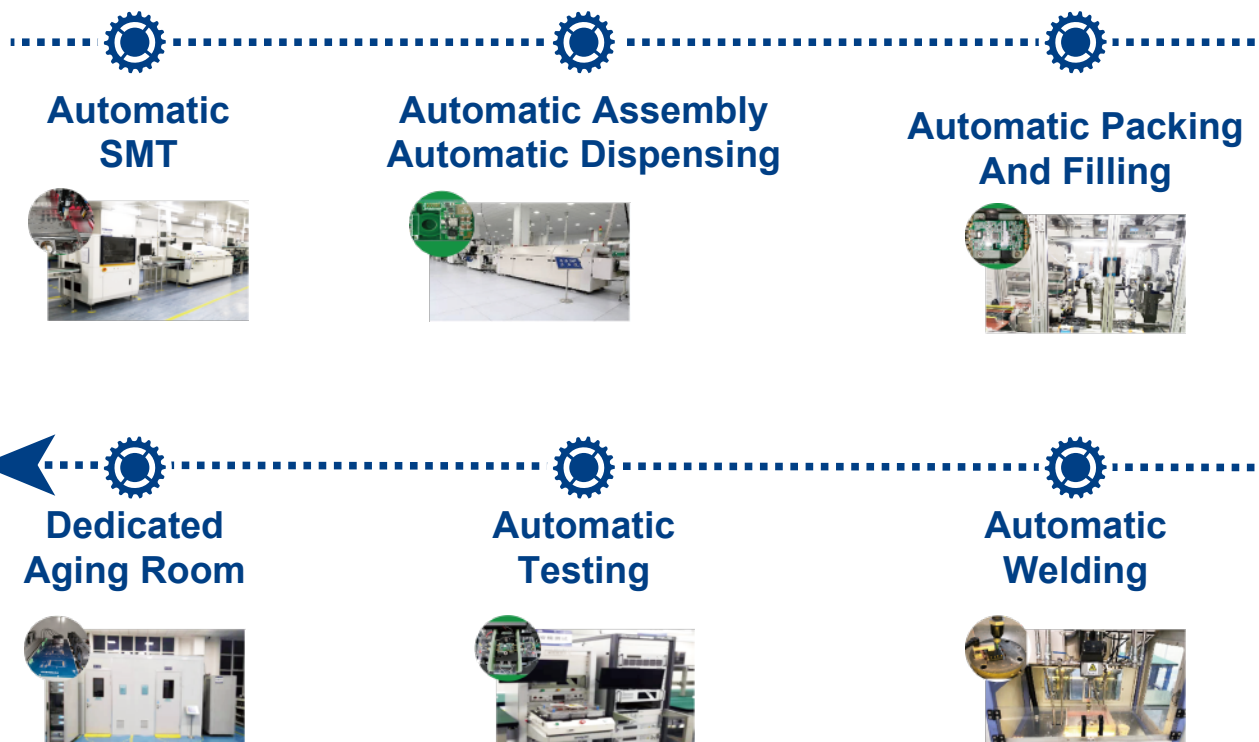 Automatic
SMT
Automatic Assembly
Automatic Dispensing
Automatic Packing
And Filling
Dedicated
Aging Room
Automatic
Testing
Automatic
Welding